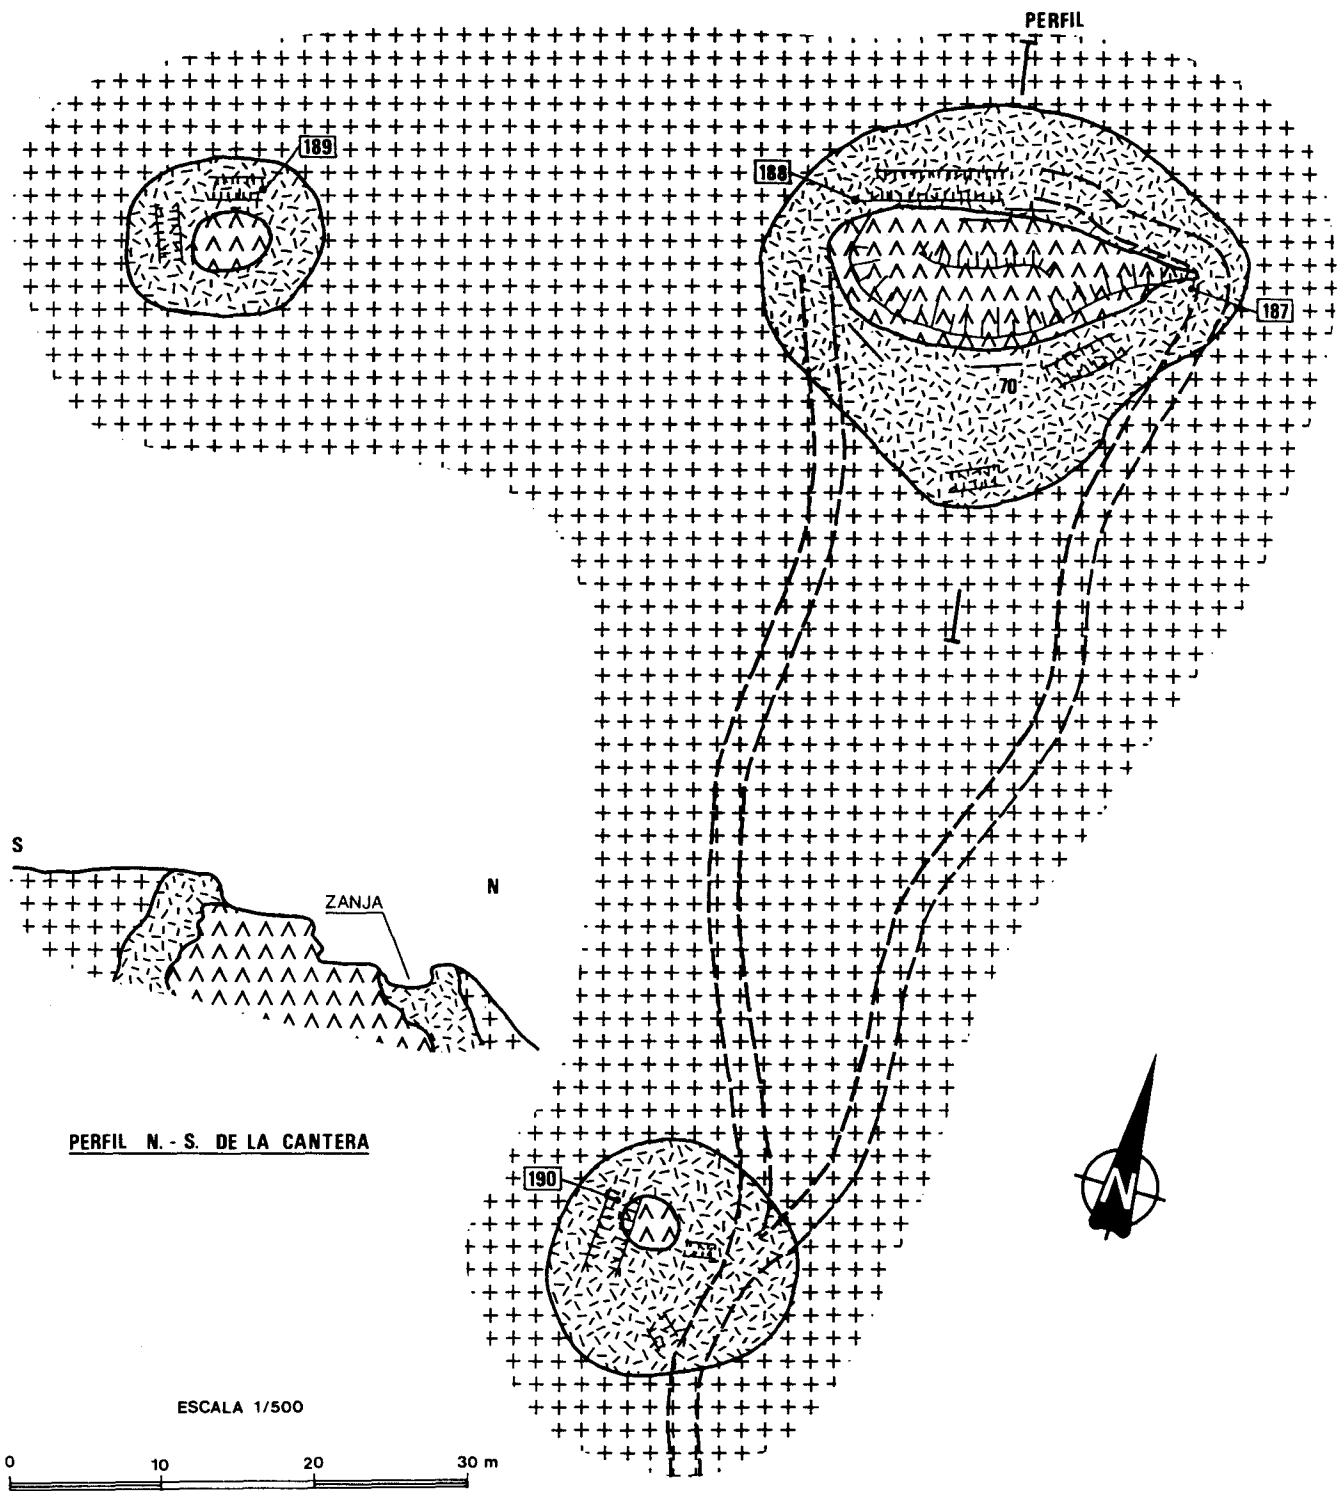 PERFIL
189
188
187
70
S
N
ZANJA
PERFIL N.-S. DE LA CANTERA
190
N
ESCALA 1/500
0 10 20 30 m